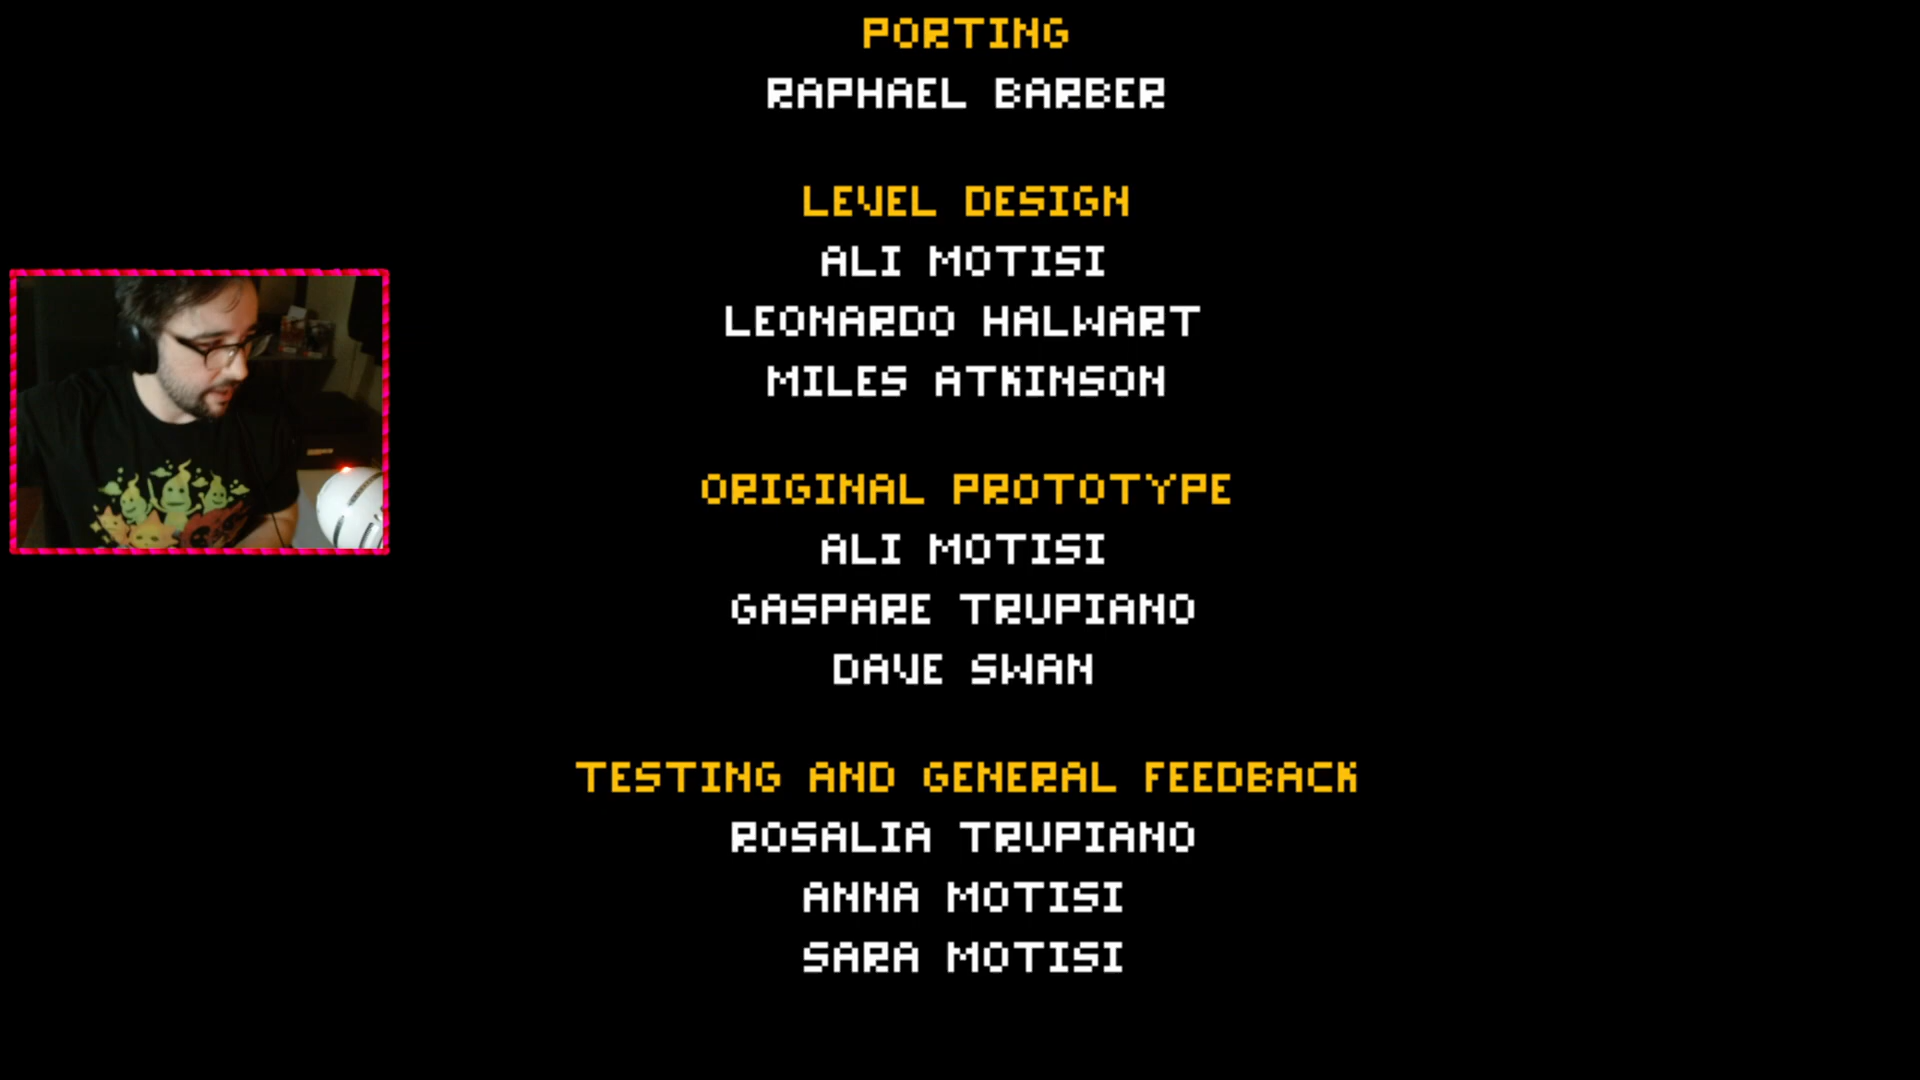 PORTING
RAPHAEL BARBER
LEVEL DESIGN
ALI MOTISI
LEONARDO HALWART
MILES ATKINSON
ORIGINAL PROTOTYPE
ALI MOTISI
GASPARE TRUPIANO
DAVE SWAN
TESTING AND GENERAL FEEDBACK
ROSALIA TRUPIANO
ANNA MOTISI
SARA MOTISI